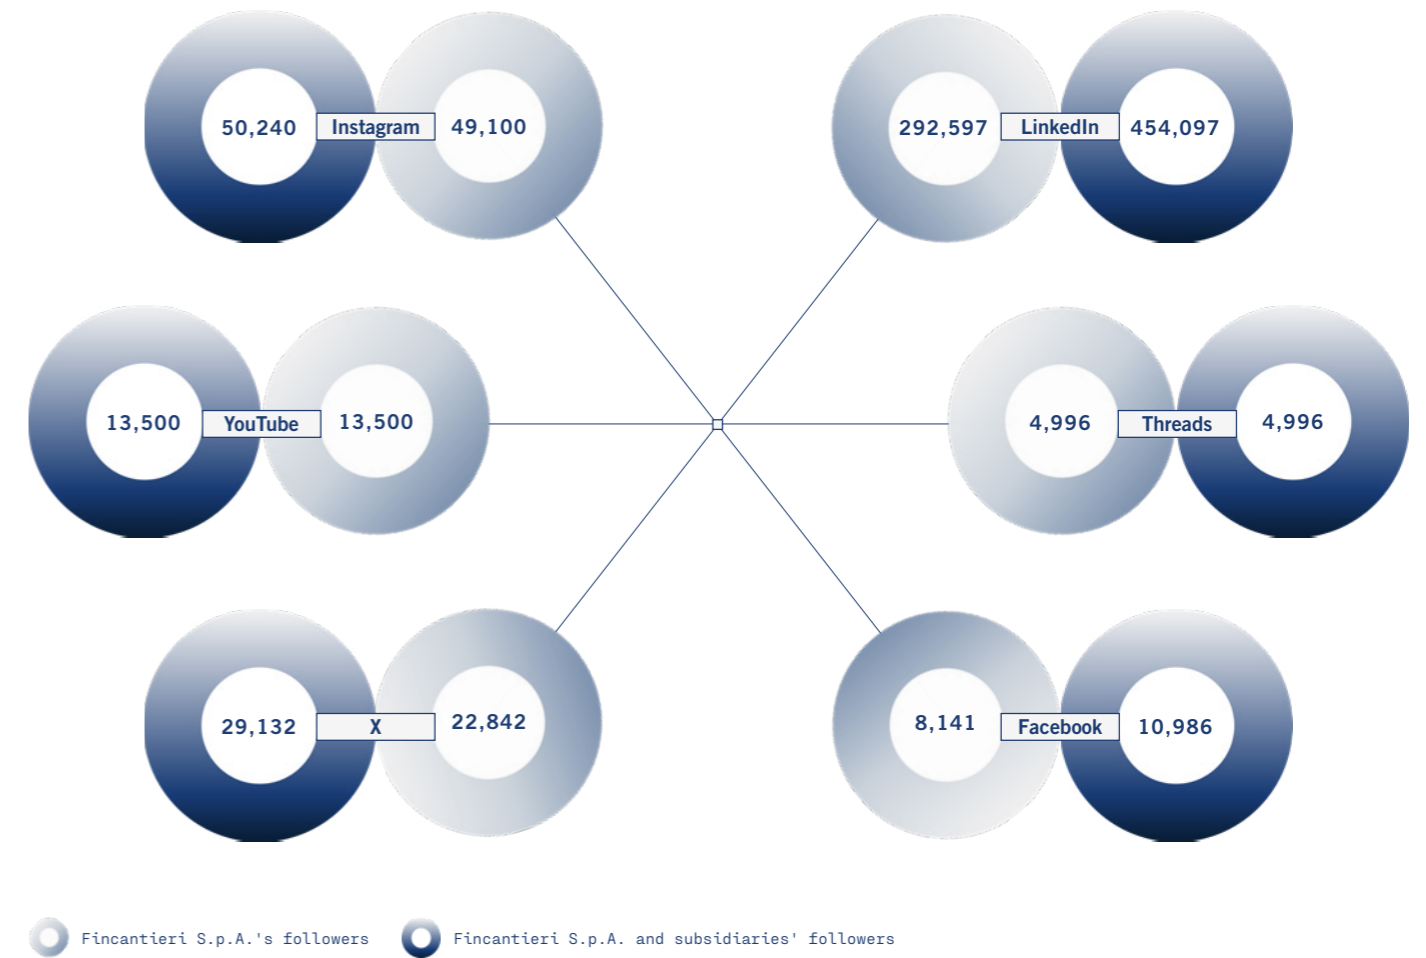 50,240 Instagram 49,100
292,597 LinkedIn 454,097
13,500 YouTube 13,500
4,996 Threads 4,996
29,132 X 22,842
8,141 Facebook 10,986
Fincantieri S.p.A.'s followers
Fincantieri S.p.A. and subsidiaries' followers